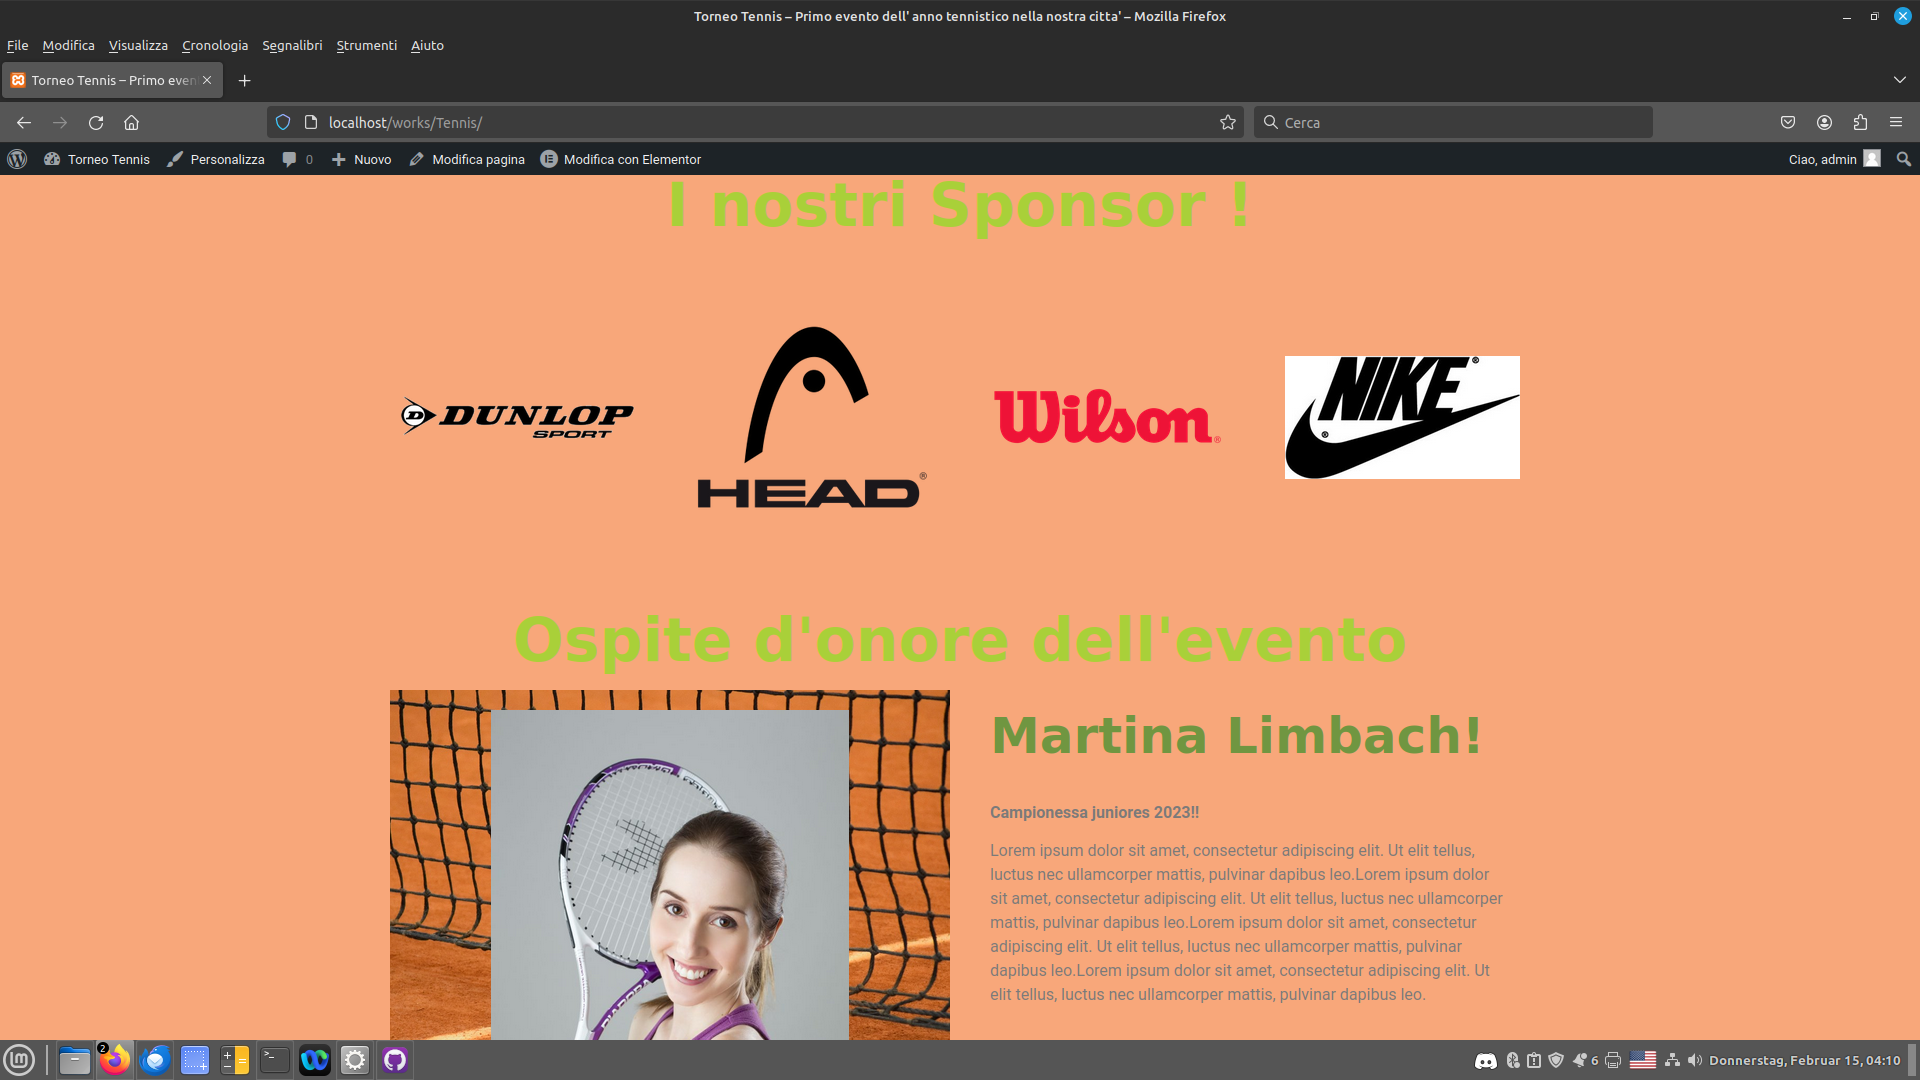 Torneo Tennis – Primo evento dell' anno tennistico nella nostra citta' – Mozilla Firefox
File Modifica Visualizza Cronologia Segnalibri Strumenti Aiuto
Torneo Tennis – Primo even
localhost/works/Tennis/
Cerca
Torneo Tennis Personalizza 0 Nuovo Modifica pagina Modifica con Elementor Ciao, admin
I nostri Sponsor !
D DUNLOP
SPORT
HEAD®
Wilson®
NIKE®
®
Ospite d'onore dell'evento
Martina Limbach!
Campionessa juniores 2023!!
Lorem ipsum dolor sit amet, consectetur adipiscing elit. Ut elit tellus,
luctus nec ullamcorper mattis, pulvinar dapibus leo.Lorem ipsum dolor
sit amet, consectetur adipiscing elit. Ut elit tellus, luctus nec ullamcorper
mattis, pulvinar dapibus leo.Lorem ipsum dolor sit amet, consectetur
adipiscing elit. Ut elit tellus, luctus nec ullamcorper mattis, pulvinar
dapibus leo.Lorem ipsum dolor sit amet, consectetur adipiscing elit. Ut
elit tellus, luctus nec ullamcorper mattis, pulvinar dapibus leo.
2
6
Donnerstag, Februar 15, 04:10